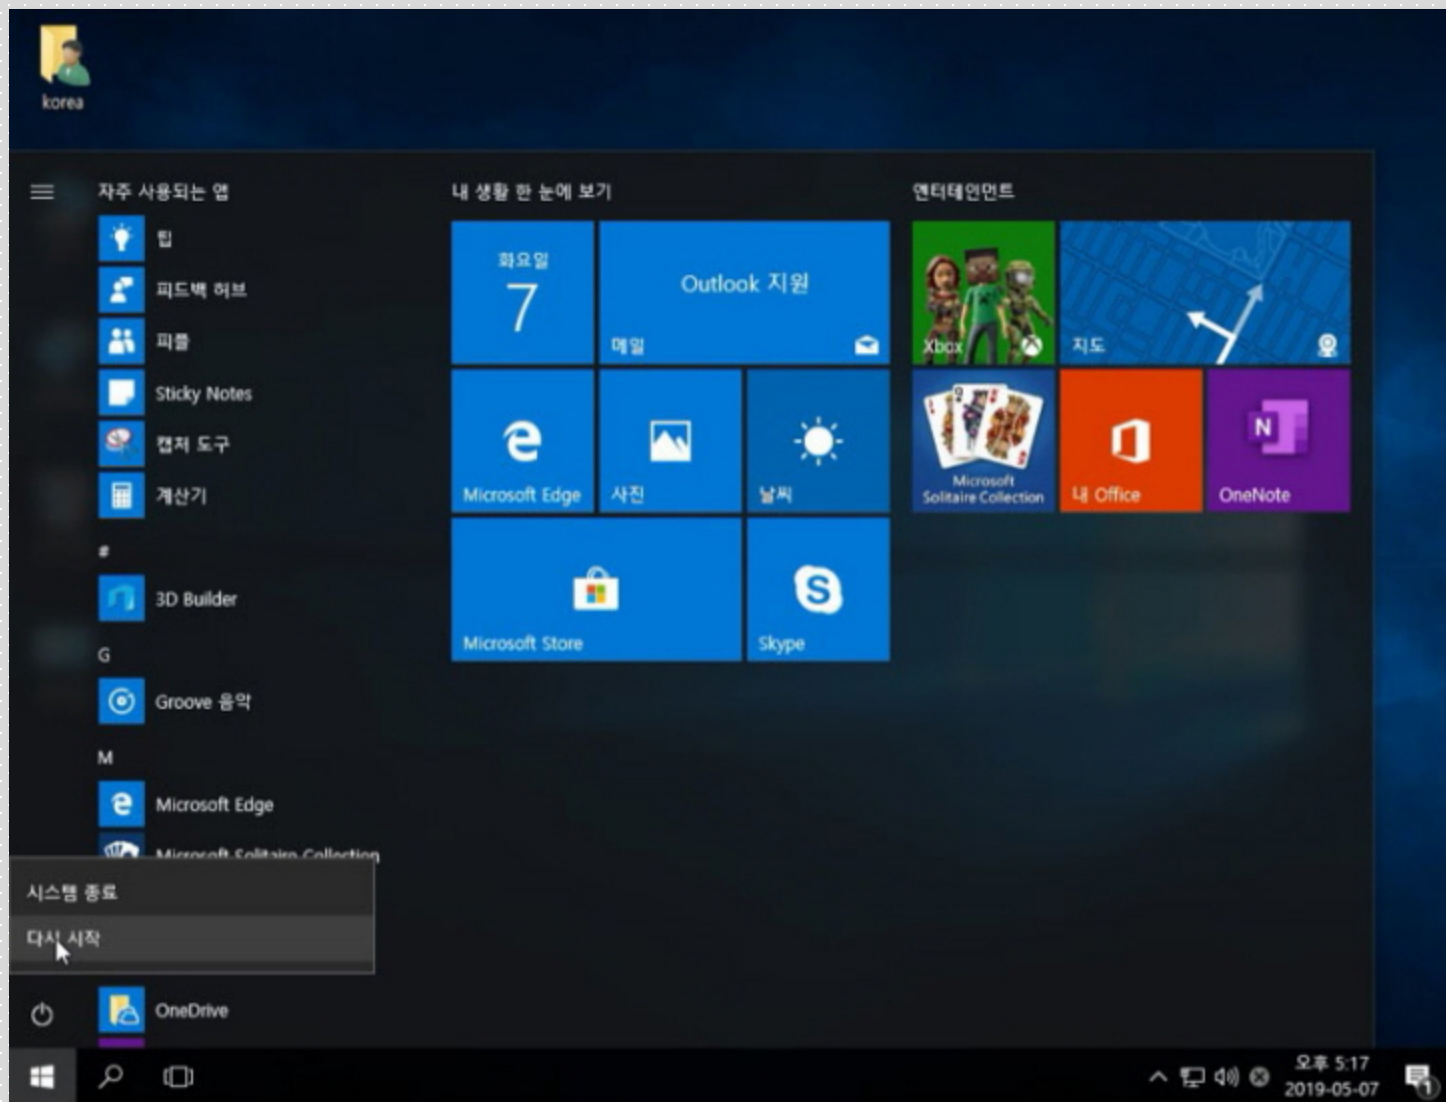 korea
자주 사용되는 앱
팁
피드백 허브
피플
Sticky Notes
캡처 도구
계산기
#
3D Builder
G
Groove 음악
M
Microsoft Edge
Microsoft Solitaire Collection
시스템 종료
다시 시작
OneDrive
내 생활 한 눈에 보기
화요일
7
Outlook 지원
메일
Microsoft Edge
사진
날씨
Microsoft Store
Skype
엔터테인먼트
Xbox
지도
Microsoft
Solitaire Collection
내 Office
N
OneNote
오후 5:17
2019-05-07
1